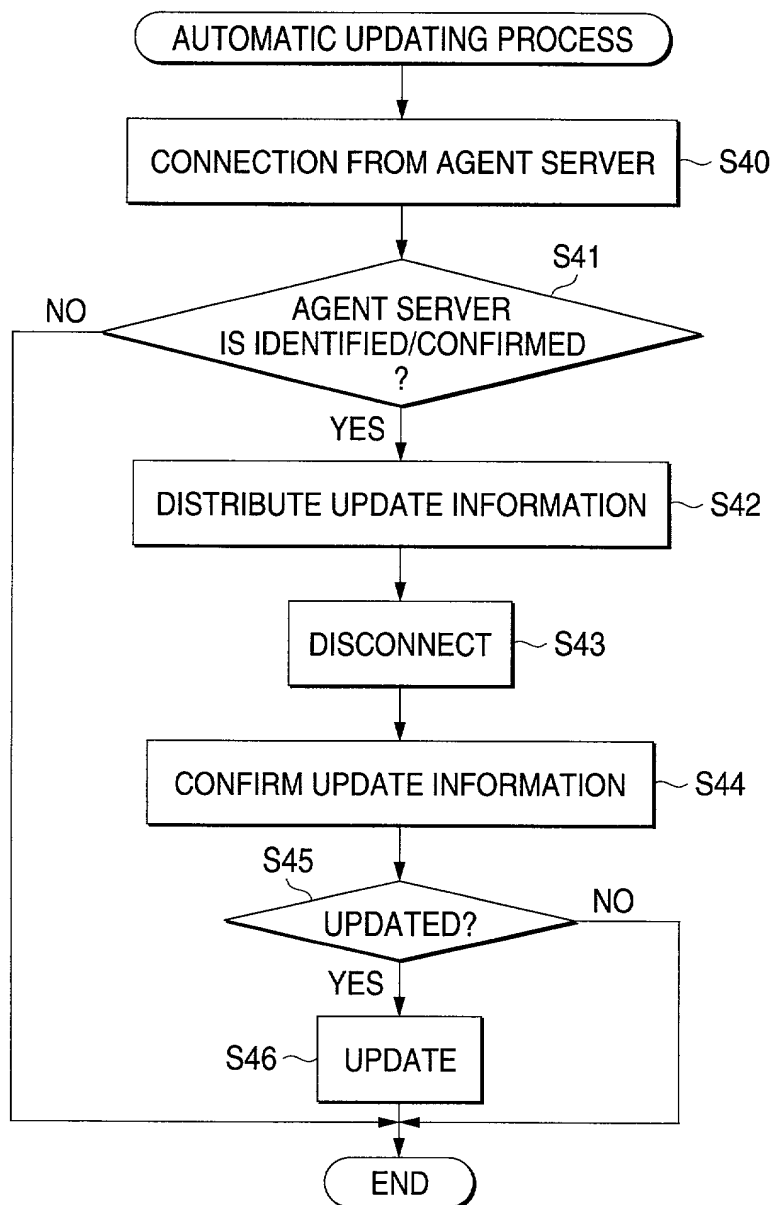 AUTOMATIC UPDATING PROCESS
CONNECTION FROM AGENT SERVER
S40
S41
NO
AGENT SERVER
IS IDENTIFIED/CONFIRMED
?
YES
DISTRIBUTE UPDATE INFORMATION
S42
DISCONNECT
S43
CONFIRM UPDATE INFORMATION
S44
S45
UPDATED?
NO
YES
S46
UPDATE
END